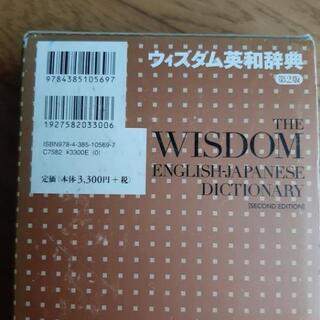 9784385105697
1927582033006
ISBN978-4-385-10569-7
C7582 ¥3300E (0)
定価(本体 3,300円+税)
ウィズダム英和辞典
第2版
THE
WISDOM
ENGLISH-JAPANESE
DICTIONARY
[SECOND EDITION]